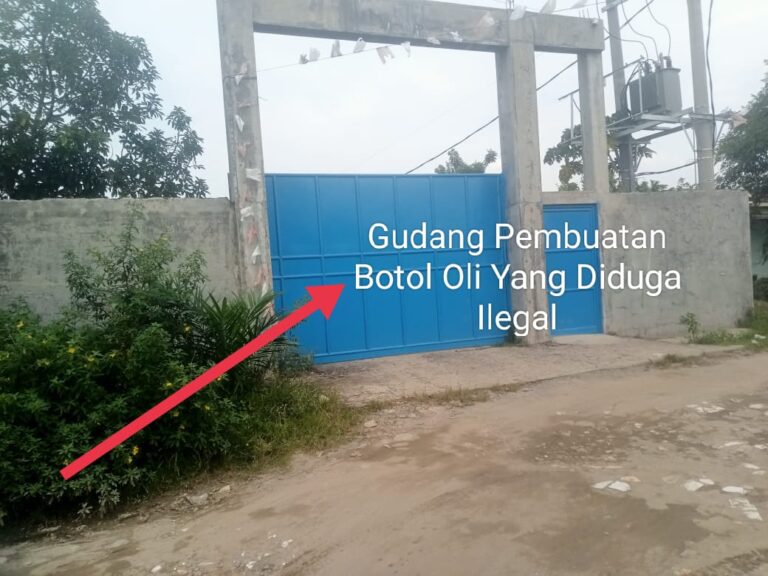 Gudang Pembuatan
Botol Oli Yang Diduga
Ilegal